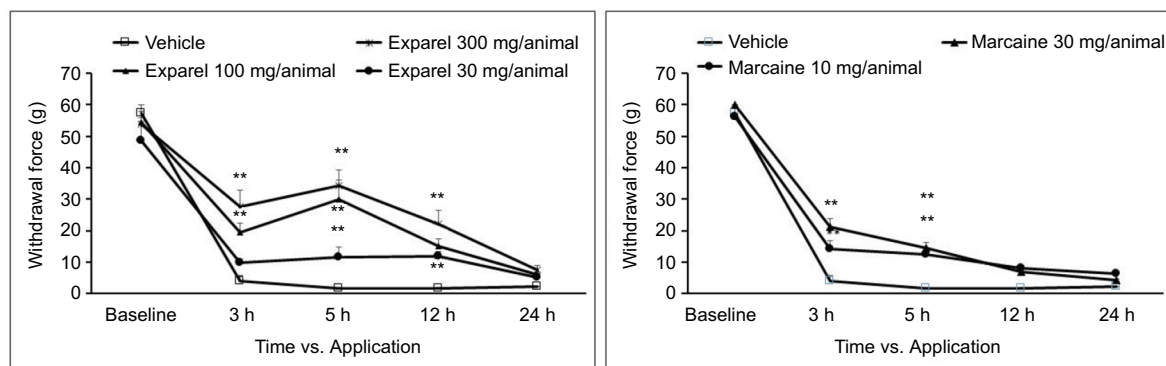 Vehicle Exparel 300 mg/animal
Exparel 100 mg/animal Exparel 30 mg/animal
70
60
50
40
30
20
10
0
Withdrawal force (g)
** ** ** ** ** ** **
Baseline 3 h 5 h 12 h 24 h
Time vs. Application
Vehicle Marcaine 30 mg/animal
Marcaine 10 mg/animal
70
60
50
40
30
20
10
0
Withdrawal force (g)
** ** ** **
Baseline 3 h 5 h 12 h 24 h
Time vs. Application